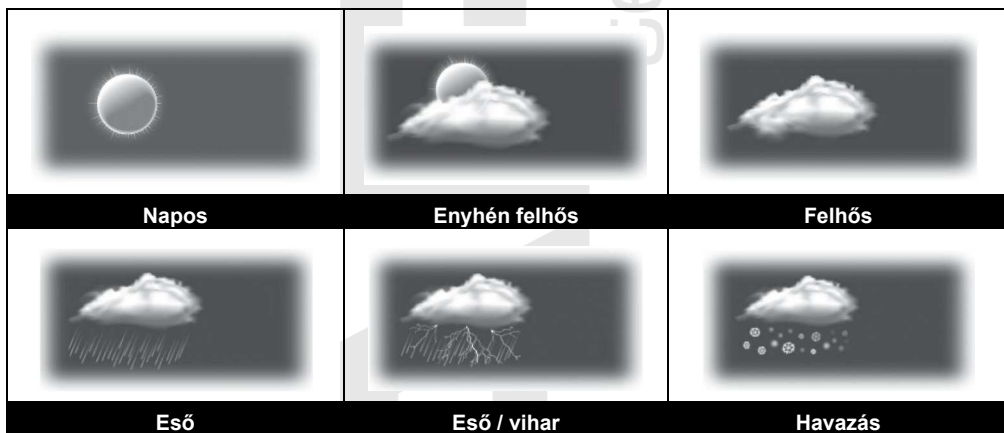 Napos
Enyhén felhős
Felhős
Eső
Eső / vihar
Havazás